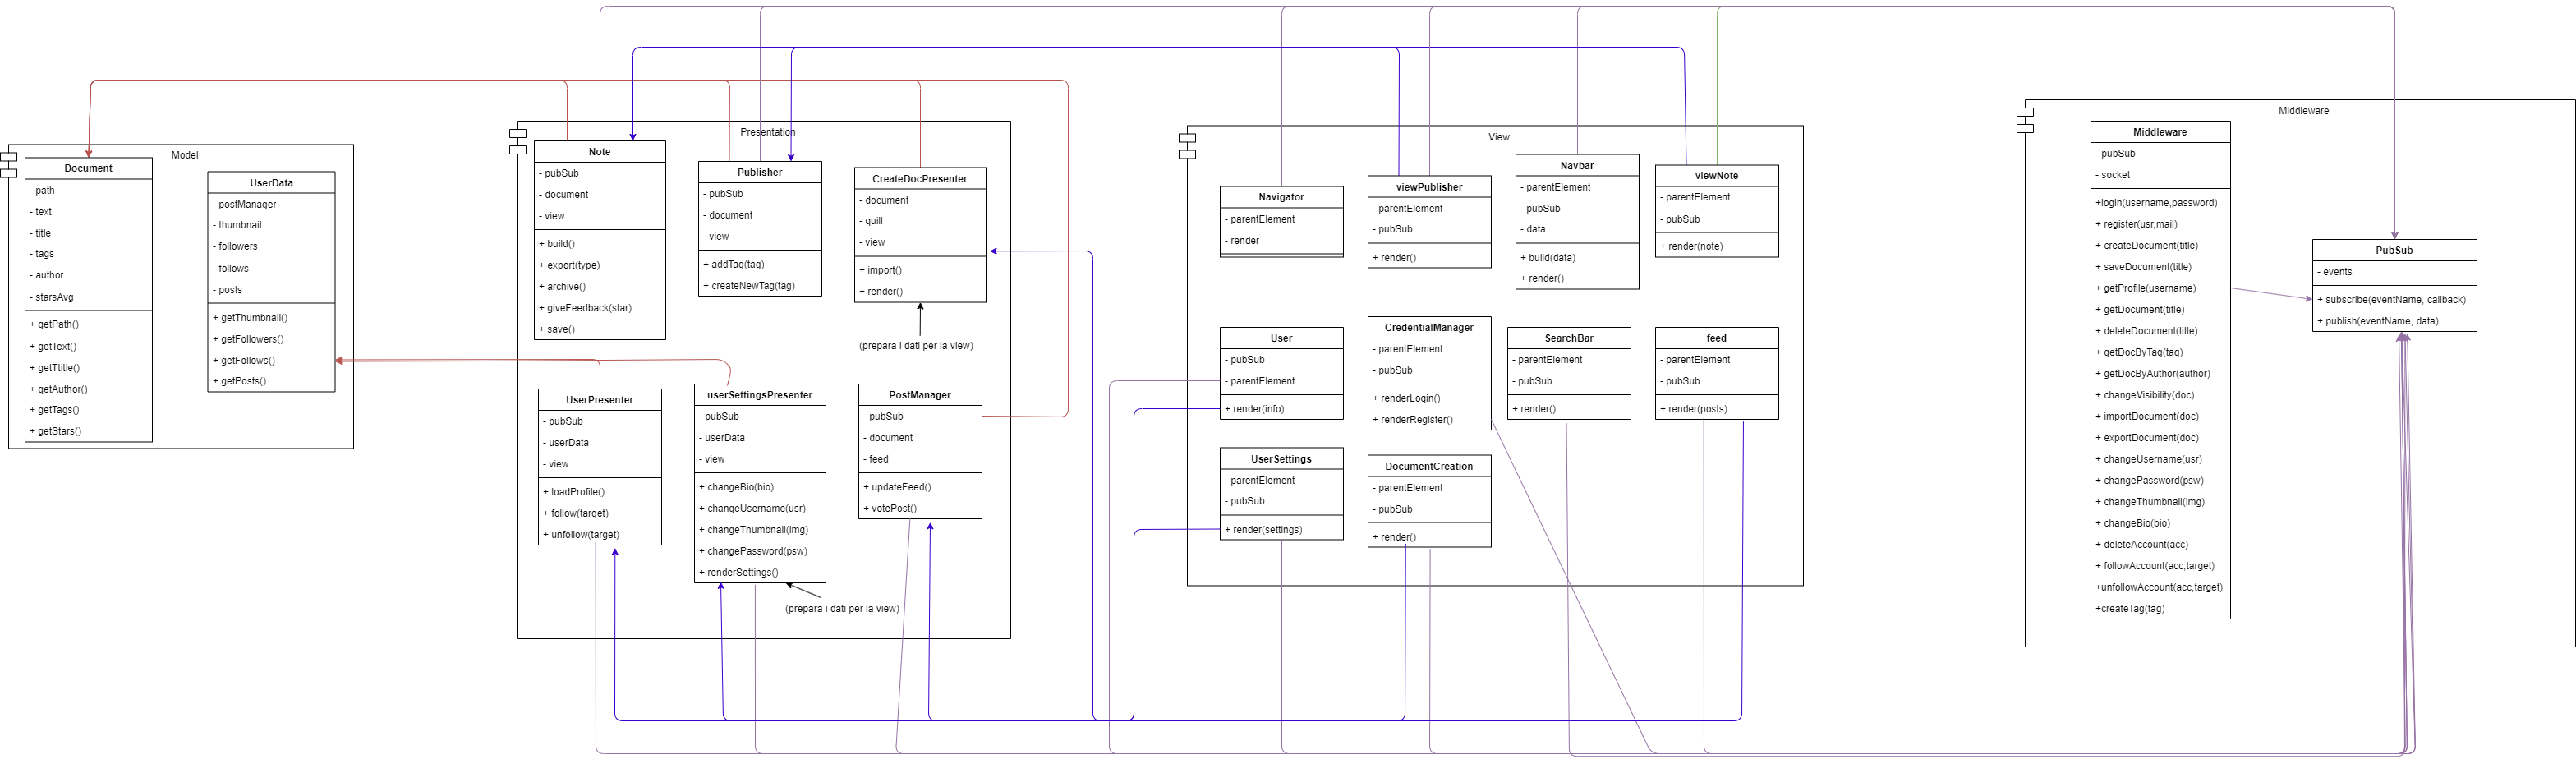 Model
Document
- path
- text
- title
- tags
- author
- starsAvg
+ getPath()
+ getText()
+ getTtitle()
+ getAuthor()
+ getTags()
+ getStars()
UserData
- postManager
- thumbnail
- followers
- follows
- posts
+ getThumbnail()
+ getFollowers()
+ getFollows()
+ getPosts()
Presentation
Note
- pubSub
- document
- view
+ build()
+ export(type)
+ archive()
+ giveFeedback(star)
+ save()
Publisher
- pubSub
- document
- view
+ addTag(tag)
+ createNewTag(tag)
CreateDocPresenter
- document
- quill
- view
+ import()
+ render()
(prepara i dati per la view)
UserPresenter
- pubSub
- userData
- view
+ loadProfile()
+ follow(target)
+ unfollow(target)
userSettingsPresenter
- pubSub
- userData
- view
+ changeBio(bio)
+ changeUsername(usr)
+ changeThumbnail(img)
+ changePassword(psw)
+ renderSettings()
(prepara i dati per la view)
PostManager
- pubSub
- document
- feed
+ updateFeed()
+ votePost()
View
Navigator
- parentElement
- render
viewPublisher
- parentElement
- pubSub
+ render()
Navbar
- parentElement
- pubSub
- data
+ build(data)
+ render()
viewNote
- parentElement
- pubSub
+ render(note)
User
- pubSub
- parentElement
+ render(info)
CredentialManager
- parentElement
- pubSub
+ renderLogin()
+ renderRegister()
SearchBar
- parentElement
- pubSub
+ render()
feed
- parentElement
- pubSub
+ render(posts)
UserSettings
- parentElement
- pubSub
+ render(settings)
DocumentCreation
- parentElement
- pubSub
+ render()
Middleware
Middleware
- pubSub
- socket
+login(username,password)
+ register(usr,mail)
+ createDocument(title)
+ saveDocument(title)
+ getProfile(username)
+ getDocument(title)
+ deleteDocument(title)
+ getDocByTag(tag)
+ getDocByAuthor(author)
+ changeVisibility(doc)
+ importDocument(doc)
+ exportDocument(doc)
+ changeUsername(usr)
+ changePassword(psw)
+ changeThumbnail(img)
+ changeBio(bio)
+ deleteAccount(acc)
+ followAccount(acc,target)
+unfollowAccount(acc,target)
+createTag(tag)
PubSub
- events
+ subscribe(eventName, callback)
+ publish(eventName, data)